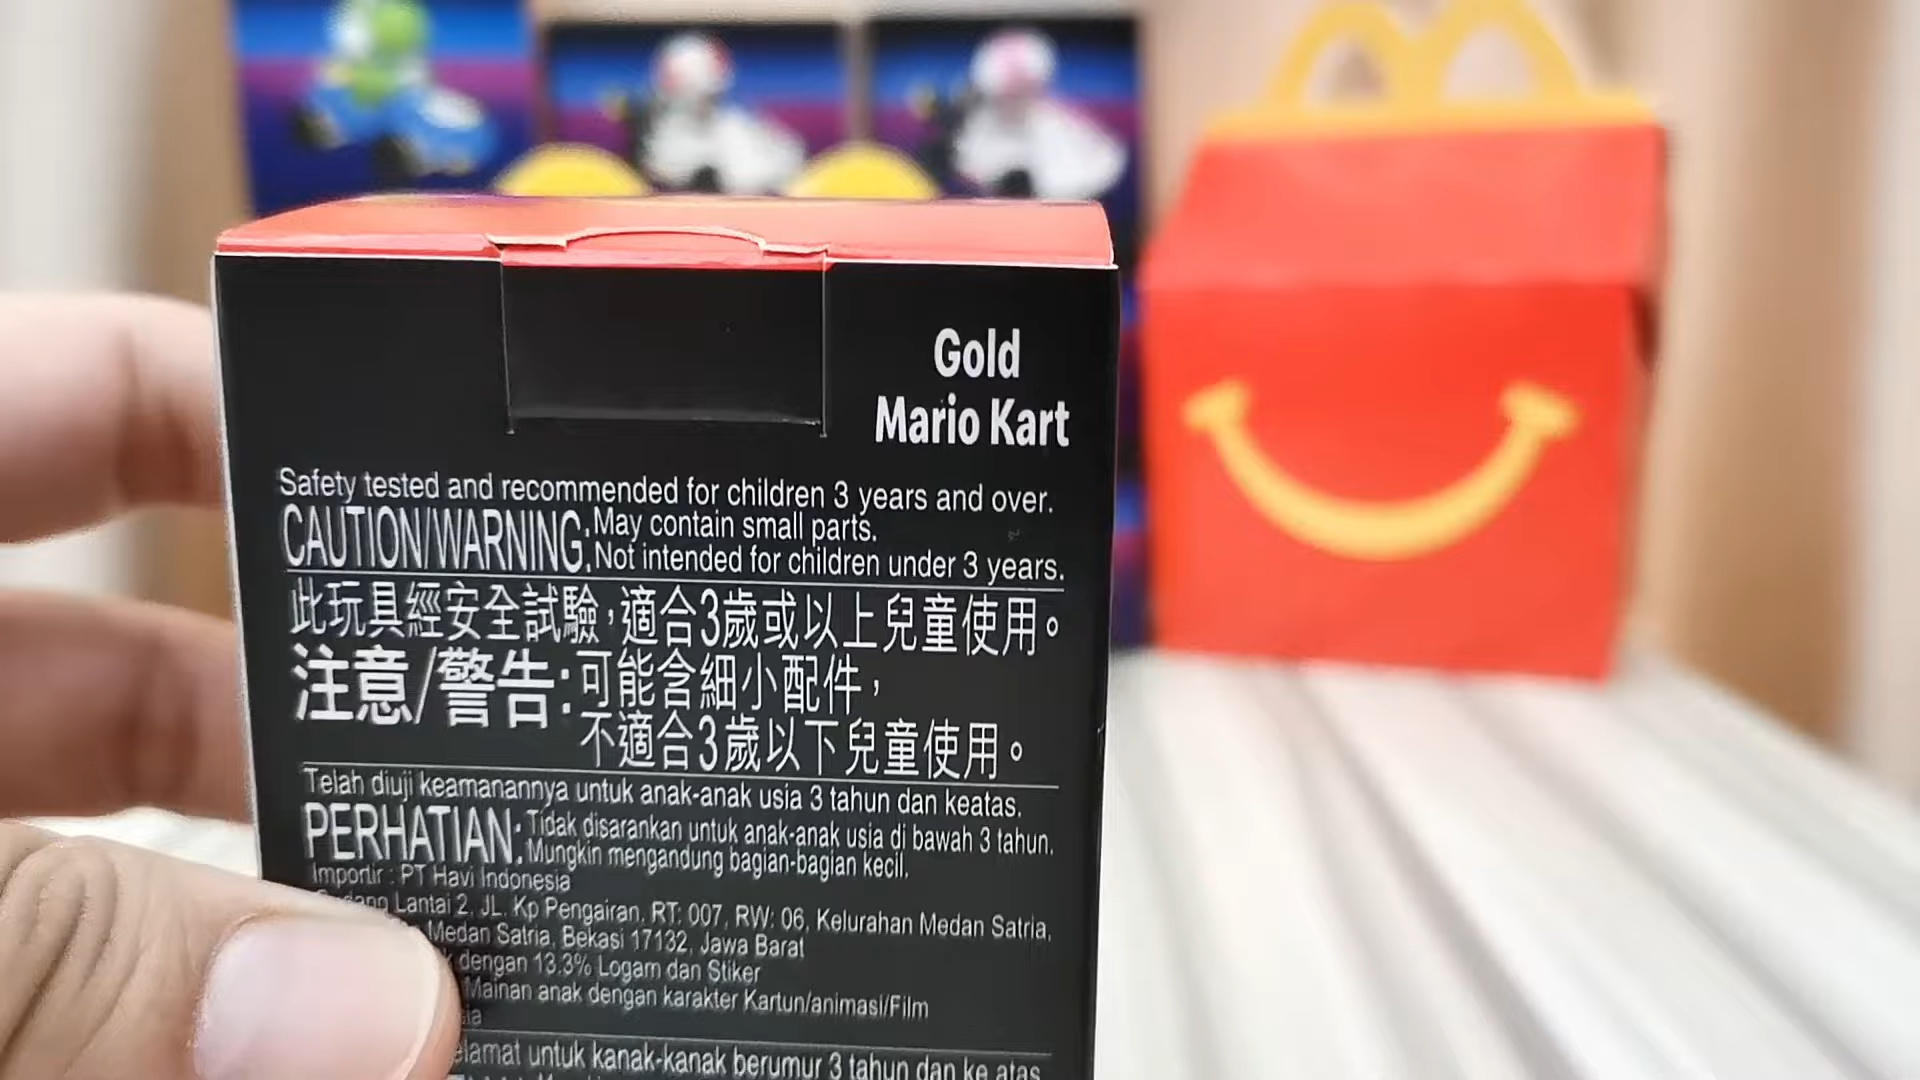 Gold
Mario Kart
Safety tested and recommended for children 3 years and over.
CAUTION/WARNING: May contain small parts.
Not intended for children under 3 years.
此玩具經安全試驗，適合3歲或以上兒童使用。
注意/警告：可能含細小配件，
不適合3歲以下兒童使用。
Telah diuji keamanannya untuk anak-anak usia 3 tahun dan keatas.
PERHATIAN: Tidak disarankan untuk anak-anak usia di bawah 3 tahun.
Mungkin mengandung bagian-bagian kecil.
Importir : PT Havi Indonesia
Lantai 2, JL. Kp Pengairan, RT: 007, RW: 06, Kelurahan Medan Satria,
Medan Satria, Bekasi 17132, Jawa Barat
dengan 13.3% Logam dan Stiker
Mainan anak dengan karakter Kartun/animasi/Film
untuk kanak-kanak berumur 3 tahun dan ke atas